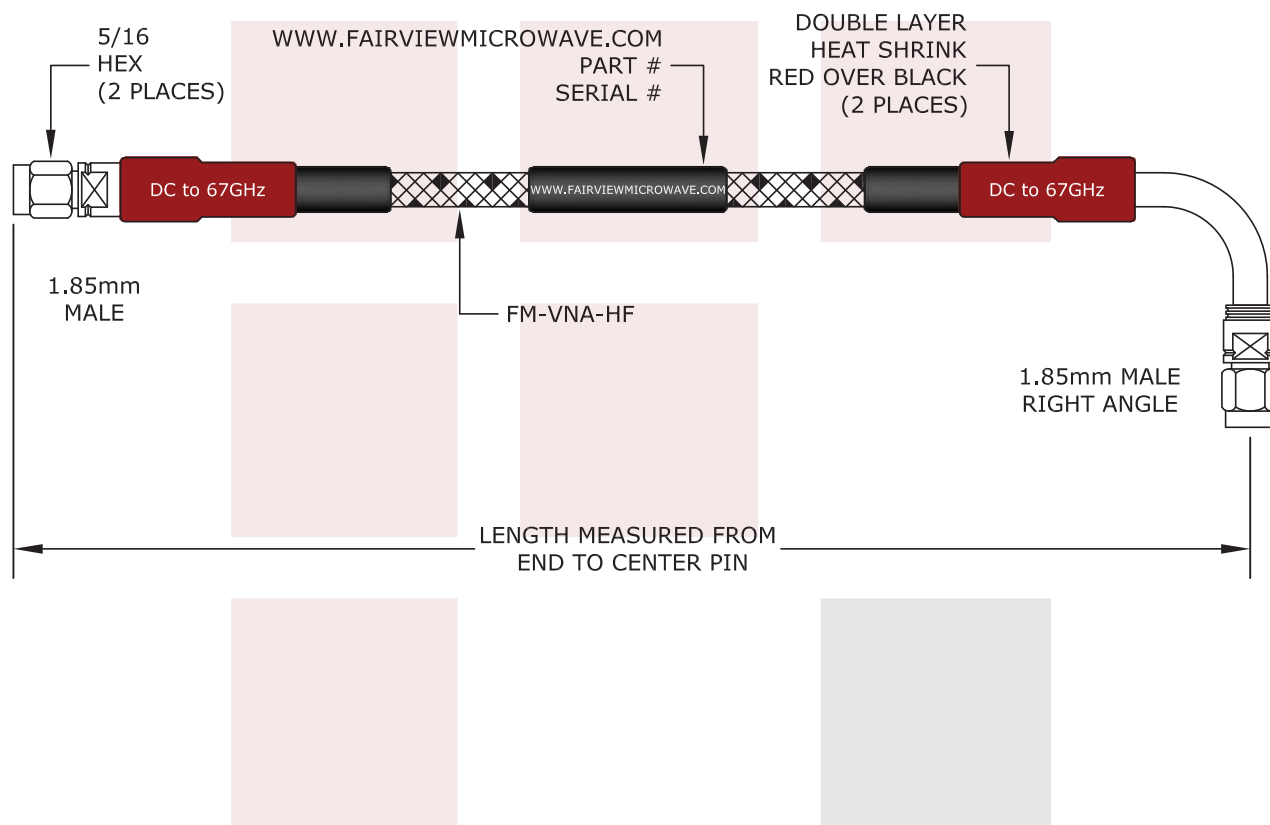 5/16
HEX
(2 PLACES)
WWW.FAIRVIEWMICROWAVE.COM
PART #
SERIAL #
DOUBLE LAYER
HEAT SHRINK
RED OVER BLACK
(2 PLACES)
DC to 67GHz
WWW.FAIRVIEWMICROWAVE.COM
DC to 67GHz
1.85mm
MALE
FM-VNA-HF
1.85mm MALE
RIGHT ANGLE
LENGTH MEASURED FROM
END TO CENTER PIN